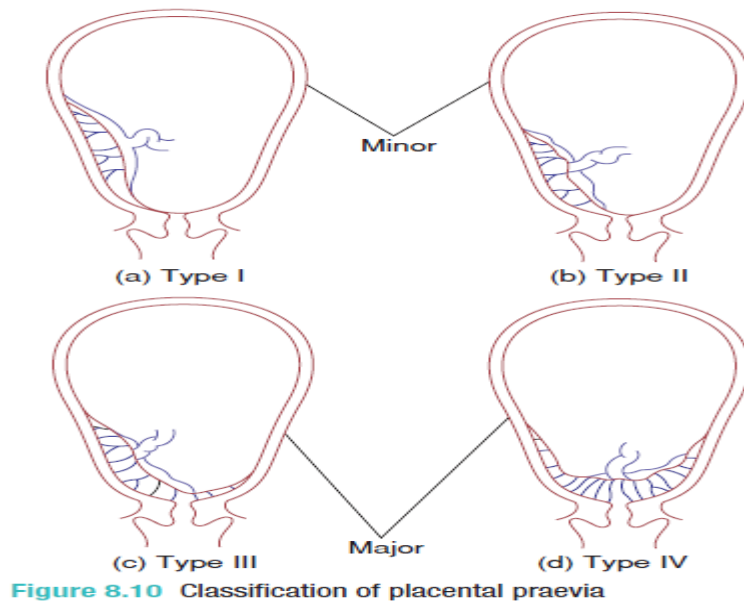 Minor
(a) Type I
(b) Type II
Major
(c) Type III
(d) Type IV
Figure 8.10 Classification of placental praevia